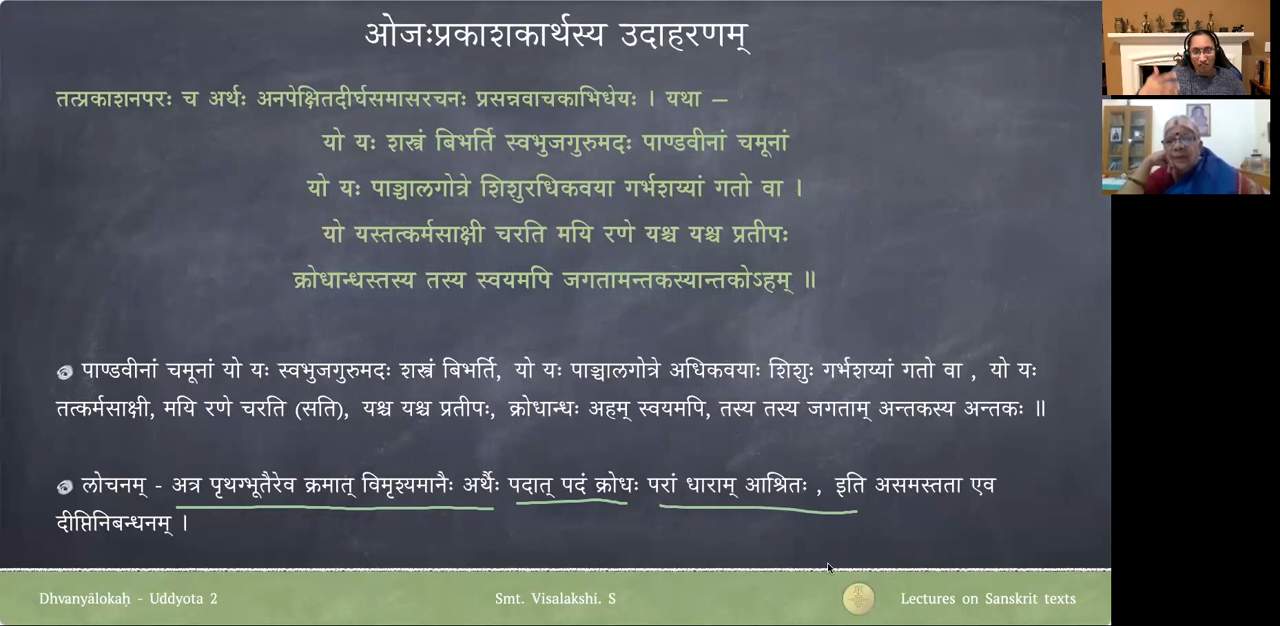 ओजःप्रकाशकार्थस्य उदाहरणम्
तत्प्रकाशनपरः च अर्थः अनपेक्षितदीर्घसमासरचनः प्रसन्नवाचकाभिधेयः । यथा –
यो यः शस्त्रं बिभर्ति स्वभुजगुरुमदः पाण्डवीनां चमूनां
यो यः पाञ्चालगोत्रे शिशुरधिकवया गर्भशय्यां गतो वा ।
यो यस्तत्कर्मसाक्षी चरति मयि रणे यश्च यश्च प्रतीपः
क्रोधान्धस्तस्य तस्य स्वयमपि जगतामन्तकस्यान्तकोऽहम् ॥
पाण्डवीनां चमूनां यो यः स्वभुजगुरुमदः शस्त्रं बिभर्ति, यो यः पाञ्चालगोत्रे अधिकवयाः शिशुः गर्भशय्यां गतो वा , यो यः
तत्कर्मसाक्षी, मयि रणे चरति (सति), यश्च यश्च प्रतीपः, क्रोधान्धः अहम् स्वयमपि, तस्य तस्य जगताम् अन्तकस्य अन्तकः ॥
लोचनम् - अत्र पृथग्भूतैरेव क्रमात् विमृश्यमानैः अर्थैः पदात् पदं क्रोधः परां धाराम् आश्रितः , इति असमस्तता एव
दीप्तिनिबन्धनम् ।
Dhvanyālokaḥ - Uddyota 2
Smt. Visalakshi. S
Lectures on Sanskrit texts